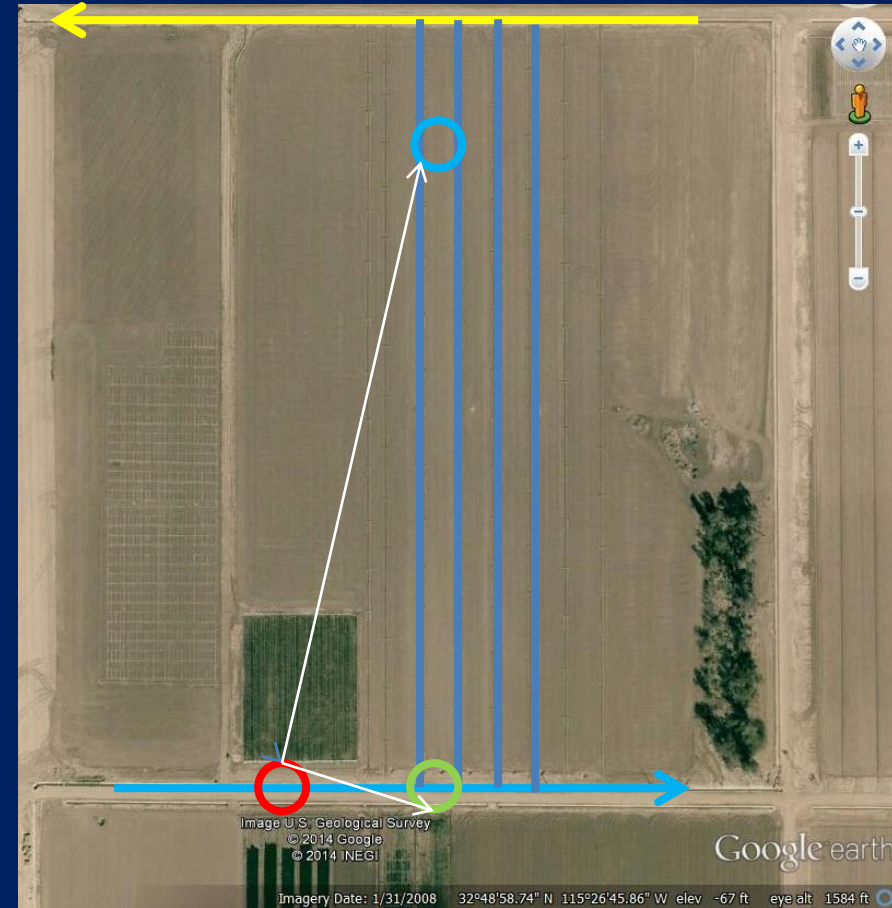 Image U.S. Geological Survey
© 2014 Google
© 2014 INEGI
Google earth
Imagery Date: 1/31/2008 32°48'58.74" N 115°26'45.86" W elev -67 ft eye alt 1584 ft